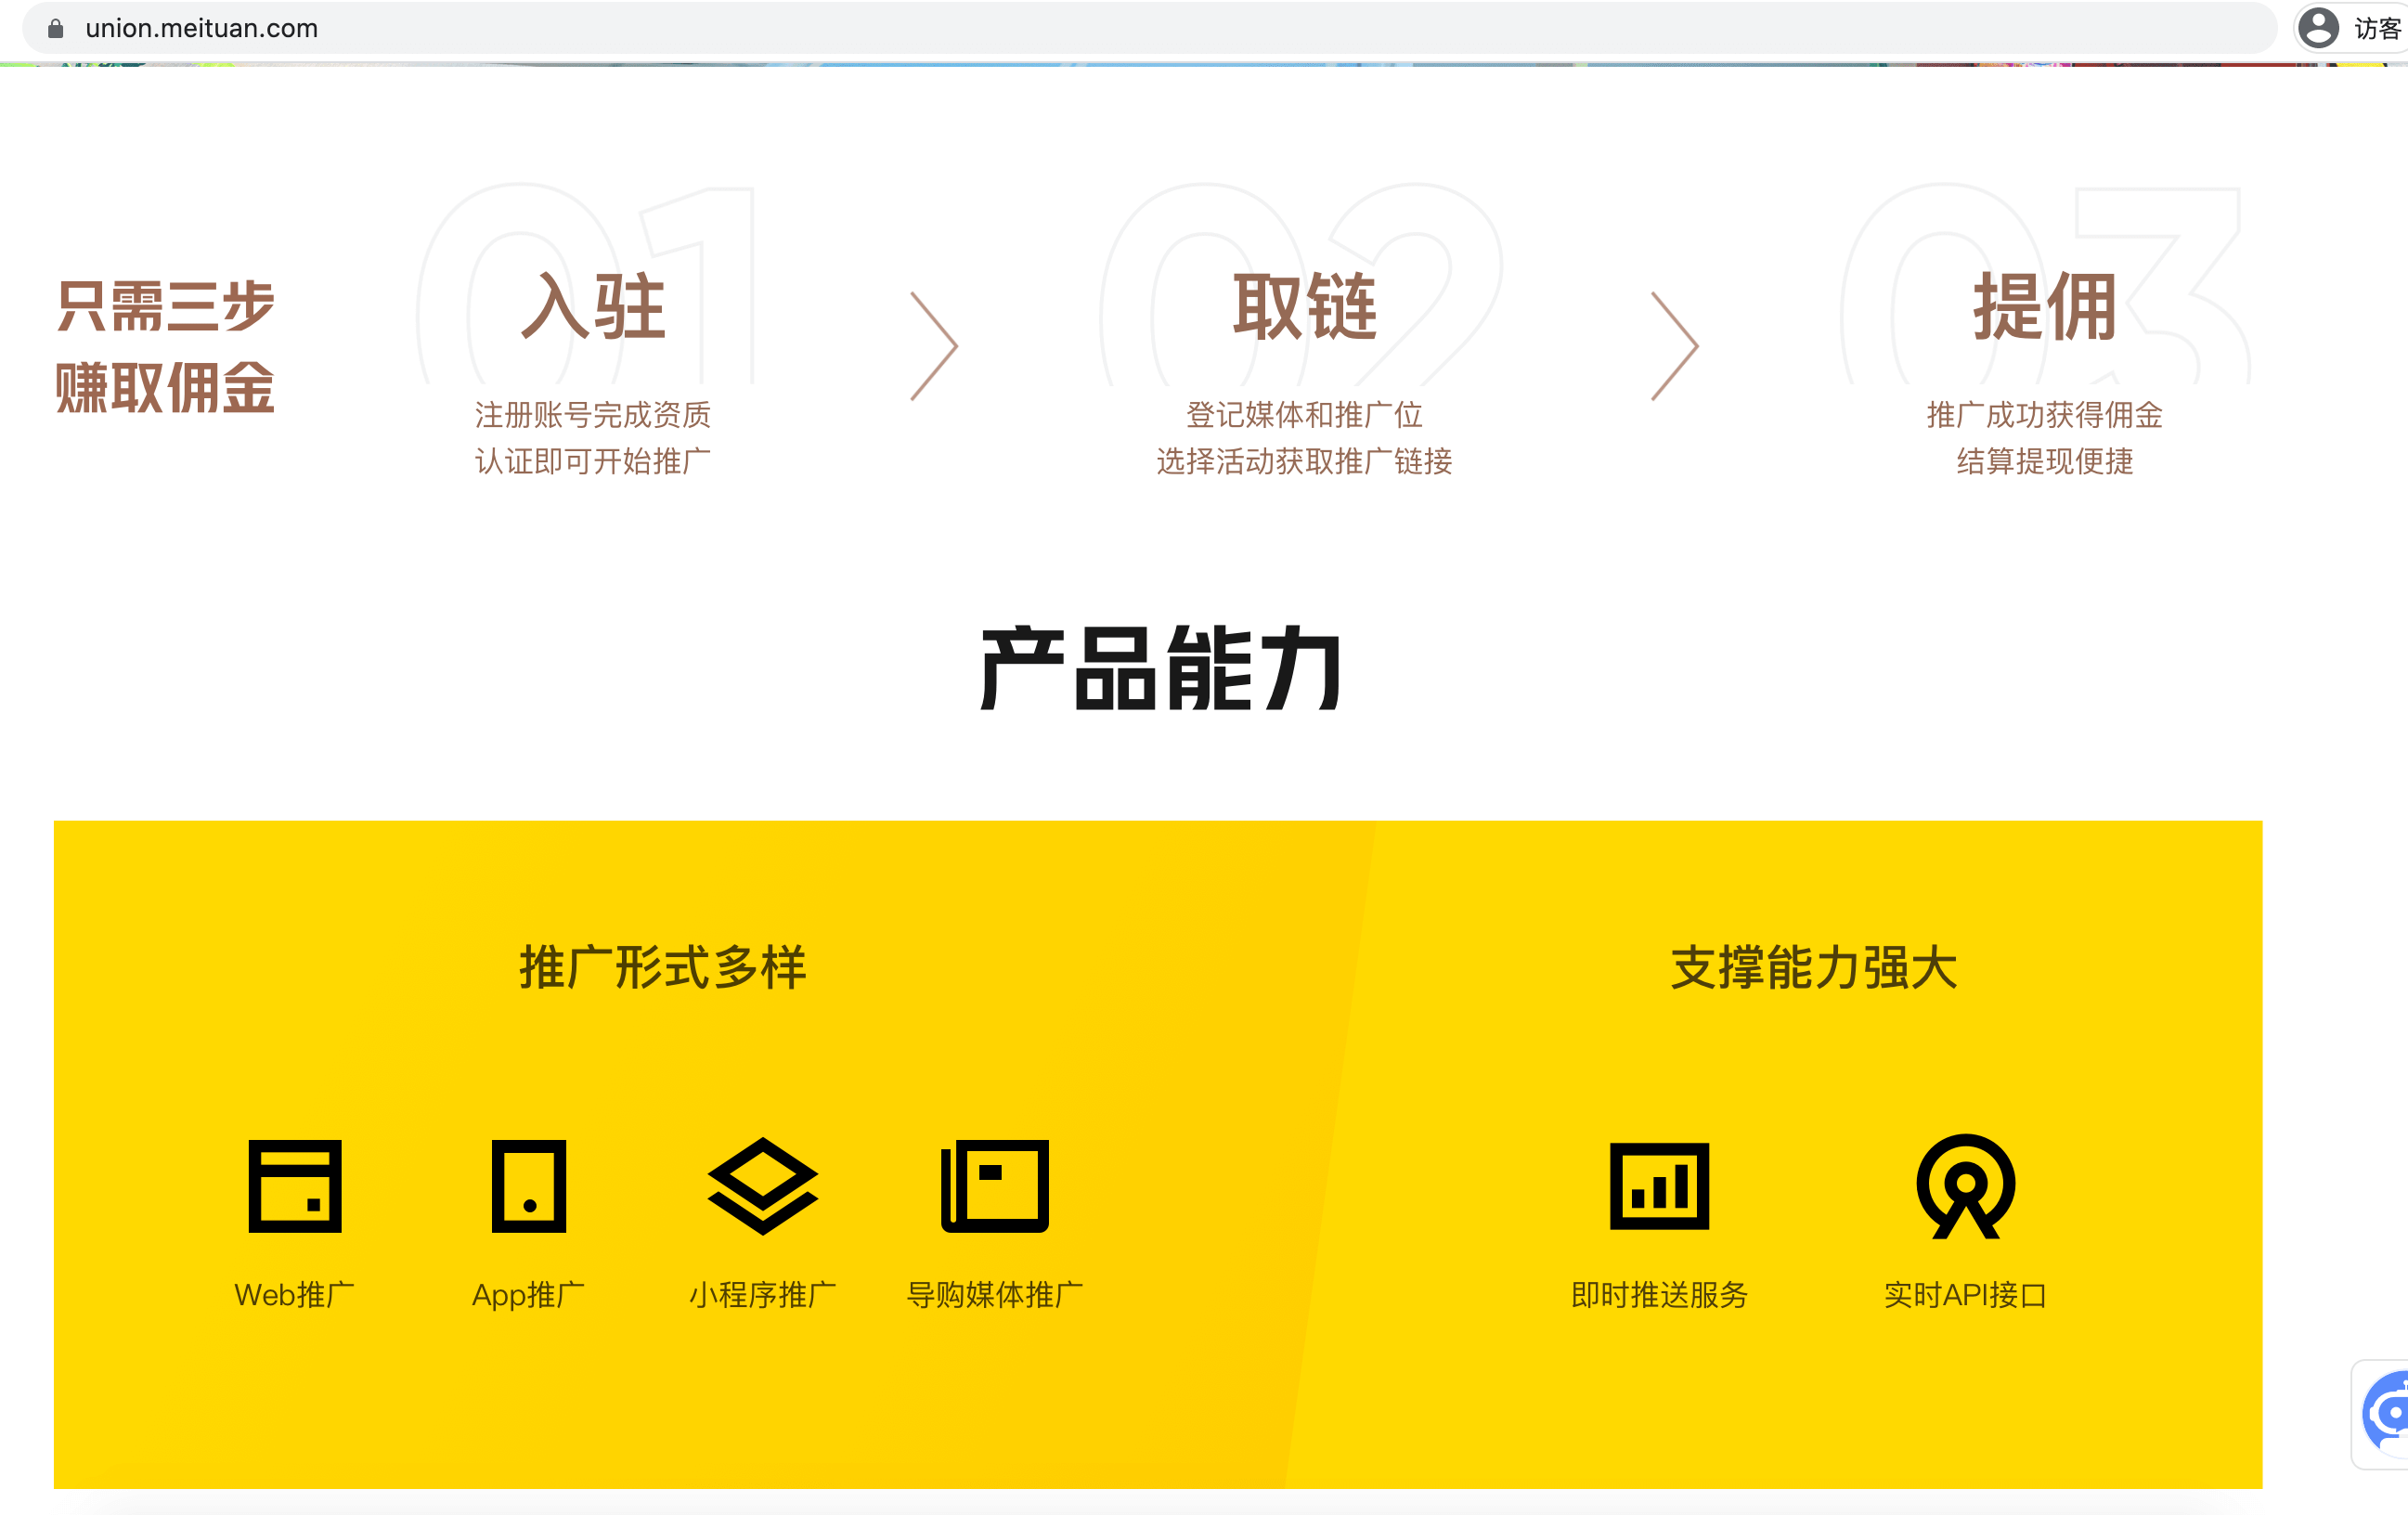 union.meituan.com
访客
只需三步
赚取佣金
01
入驻
注册账号完成资质
认证即可开始推广
02
取链
登记媒体和推广位
选择活动获取推广链接
03
提佣
推广成功获得佣金
结算提现便捷
产品能力
推广形式多样
Web推广
App推广
小程序推广
导购媒体推广
支撑能力强大
即时推送服务
实时API接口